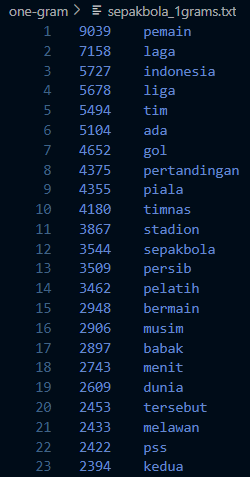 one-gram > sepakbola_1grams.txt
1 9039 pemain
2 7158 laga
3 5727 indonesia
4 5678 liga
5 5494 tim
6 5104 ada
7 4652 gol
8 4375 pertandingan
9 4355 piala
10 4180 timnas
11 3867 stadion
12 3544 sepakbola
13 3509 persib
14 3462 pelatih
15 2948 bermain
16 2906 musim
17 2897 babak
18 2743 menit
19 2609 dunia
20 2453 tersebut
21 2433 melawan
22 2422 pss
23 2394 kedua